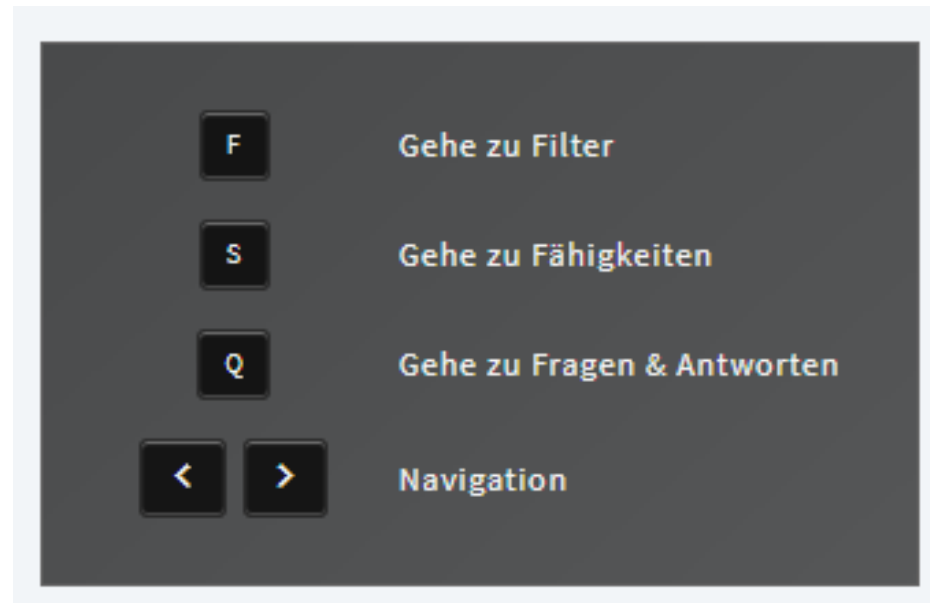 F Gehe zu Filter
S Gehe zu Fähigkeiten
Q Gehe zu Fragen & Antworten
< > Navigation